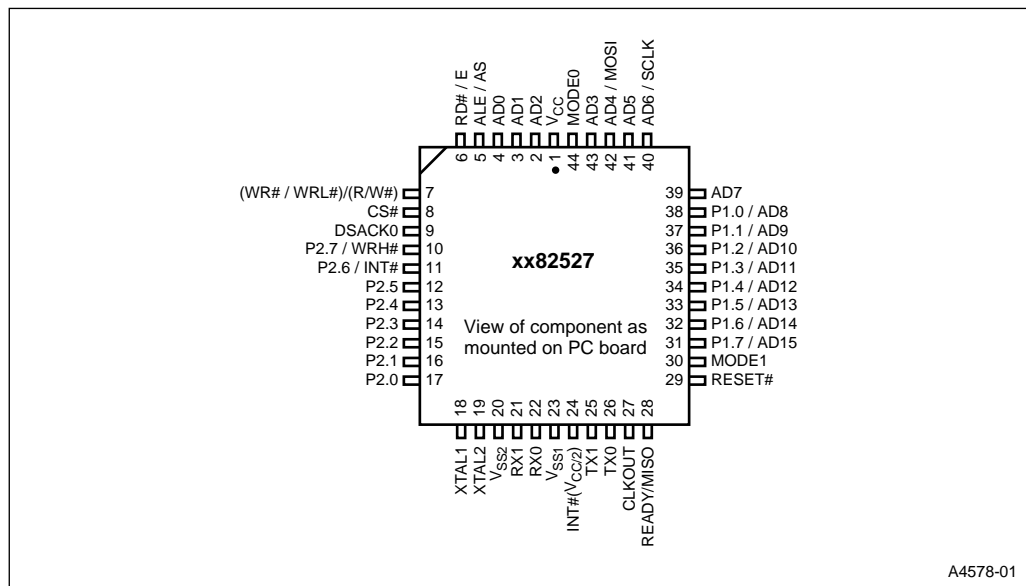 RD# / E
ALE / AS
AD0
AD1
AD2
VCC
MODE0
AD3
AD4 / MOSI
AD5
AD6 / SCLK
6 5 4 3 2 1 44 43 42 41 40
(WR# / WRL#)/(R/W#) 7
CS# 8
DSACK0 9
P2.7 / WRH# 10
P2.6 / INT# 11
P2.5 12
P2.4 13
P2.3 14
P2.2 15
P2.1 16
P2.0 17
xx82527
View of component as
mounted on PC board
39 AD7
38 P1.0 / AD8
37 P1.1 / AD9
36 P1.2 / AD10
35 P1.3 / AD11
34 P1.4 / AD12
33 P1.5 / AD13
32 P1.6 / AD14
31 P1.7 / AD15
30 MODE1
29 RESET#
18 19 20 21 22 23 24 25 26 27 28
XTAL1
XTAL2
VSS2
RX1
RX0
VSS1
INT#(VCC/2)
TX1
TX0
CLKOUT
READY/MISO
A4578-01